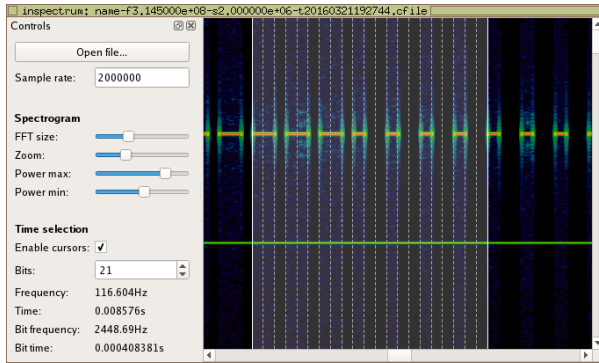 inspectrum: name-f3.145000e+08-s2.000000e+06-t20160321192744.cfile
Controls
Open file...
Sample rate: 2000000
Spectrogram
FFT size:
Zoom:
Power max:
Power min:
Time selection
Enable cursors:
Bits: 21
Frequency: 116.604Hz
Time: 0.008576s
Bit frequency: 2448.69Hz
Bit time: 0.000408381s